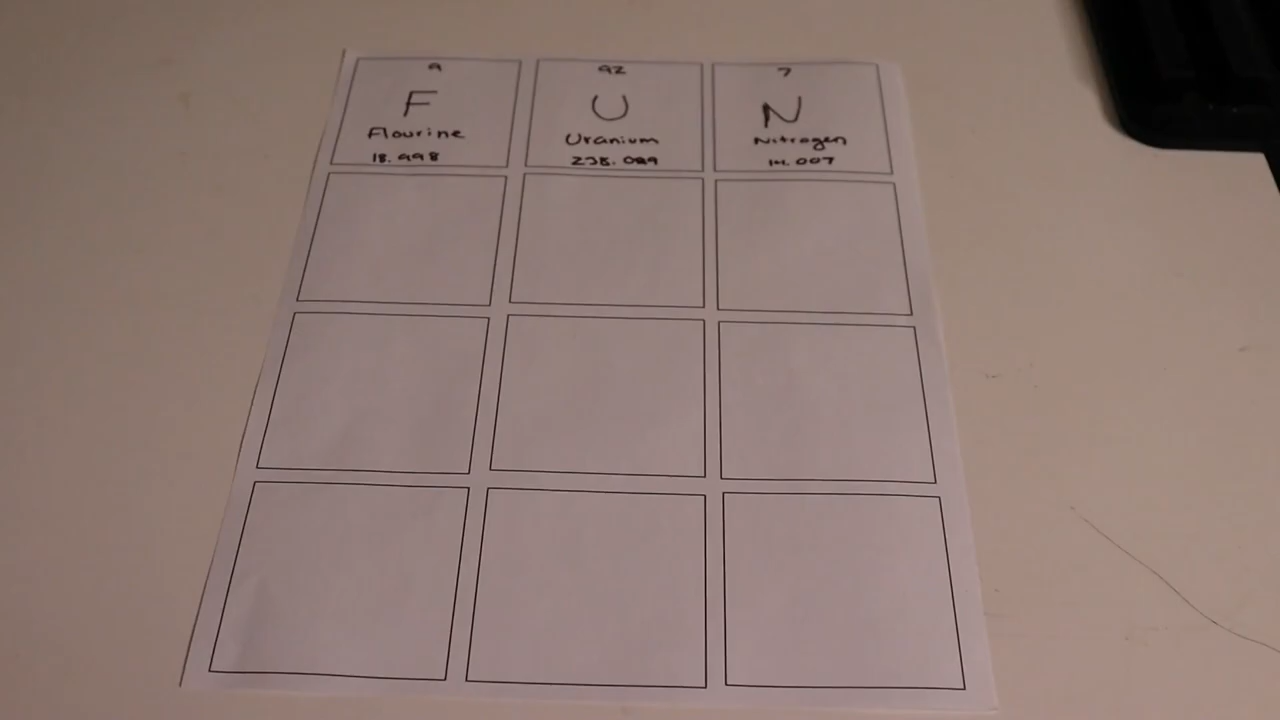 9
F
Flourine
18.998
92
U
Uranium
238.029
7
N
Nitrogen
14.007